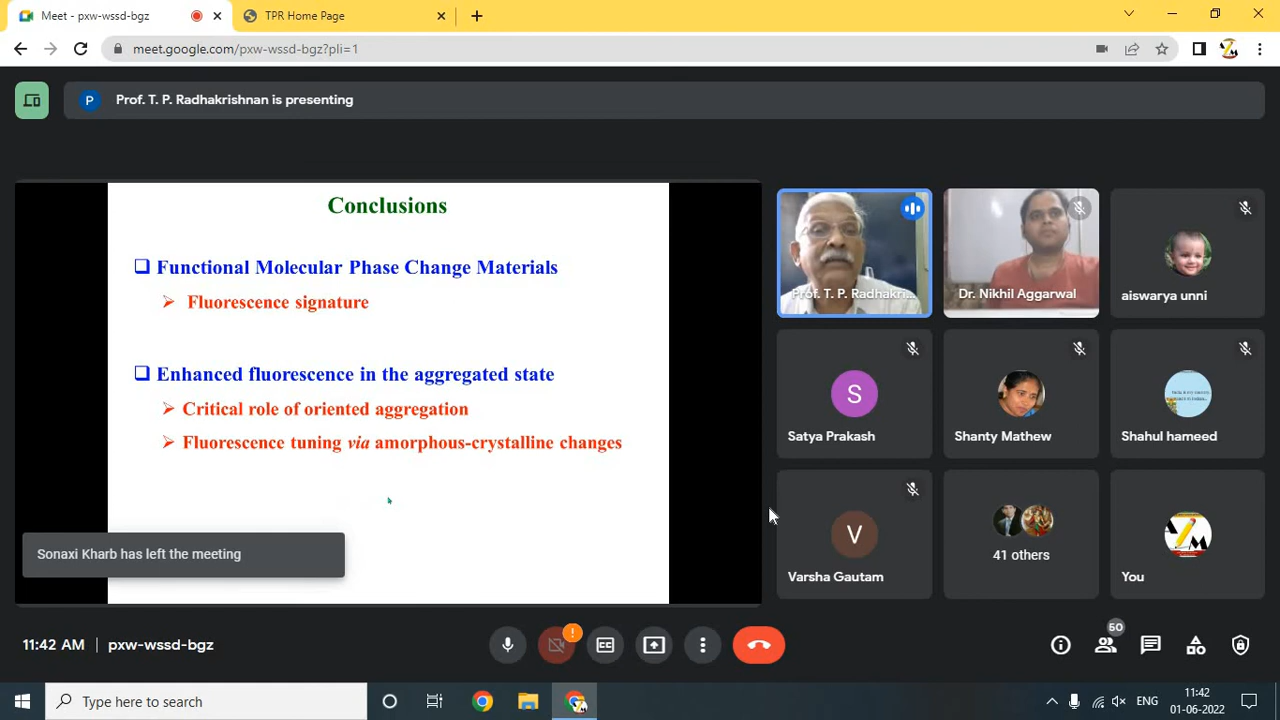 Meet - pxw-wssd-bgz
TPR Home Page
meet.google.com/pxw-wssd-bgz?pli=1
P
Prof. T. P. Radhakrishnan is presenting
Conclusions
Functional Molecular Phase Change Materials
Fluorescence signature
Enhanced fluorescence in the aggregated state
Critical role of oriented aggregation
Fluorescence tuning via amorphous-crystalline changes
Sonaxi Kharb has left the meeting
Prof. T. P. Radhakri...
Dr. Nikhil Aggarwal
aiswarya unni
S
Satya Prakash
Shanty Mathew
Shahul hameed
V
Varsha Gautam
41 others
You
11:42 AM | pxw-wssd-bgz
CC
50
Type here to search
ENG
11:42
01-06-2022